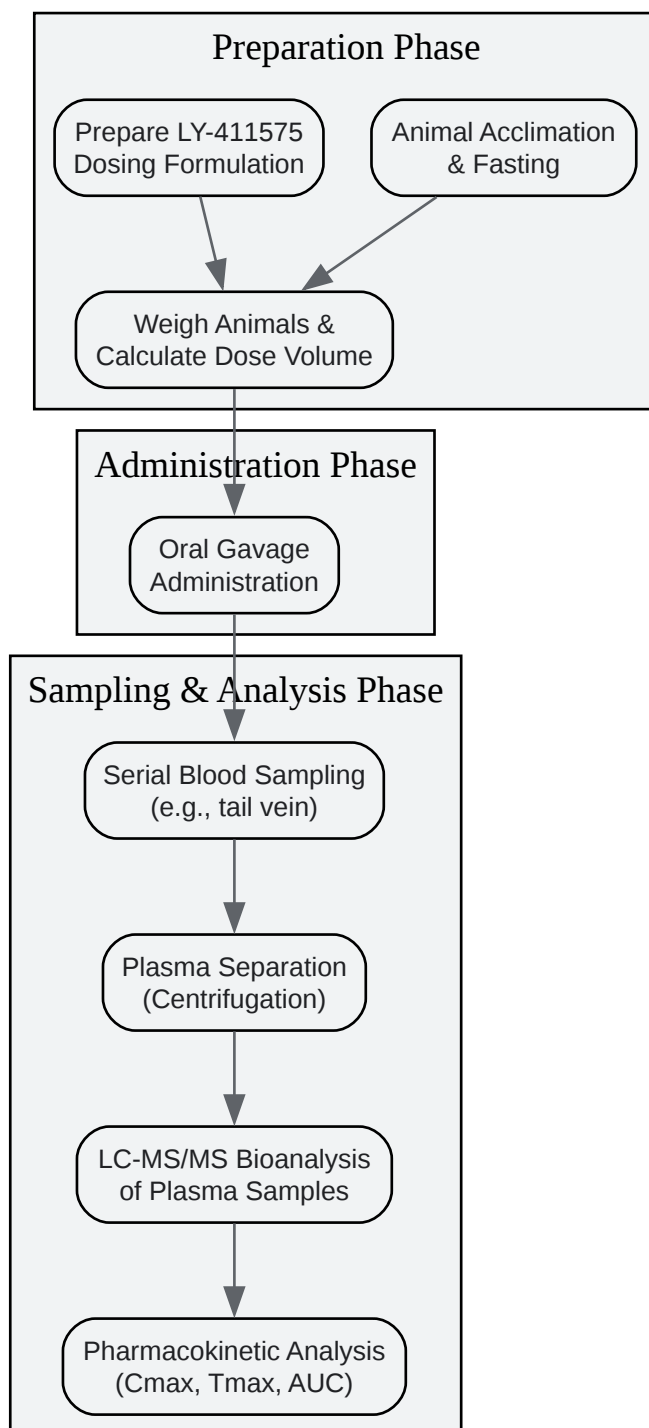 Preparation Phase
Prepare LY-411575
Dosing Formulation
Animal Acclimation
& Fasting
Weigh Animals &
Calculate Dose Volume
Administration Phase
Oral Gavage
Administration
Sampling & Analysis Phase
Serial Blood Sampling
(e.g., tail vein)
Plasma Separation
(Centrifugation)
LC-MS/MS Bioanalysis
of Plasma Samples
Pharmacokinetic Analysis
(Cmax, Tmax, AUC)